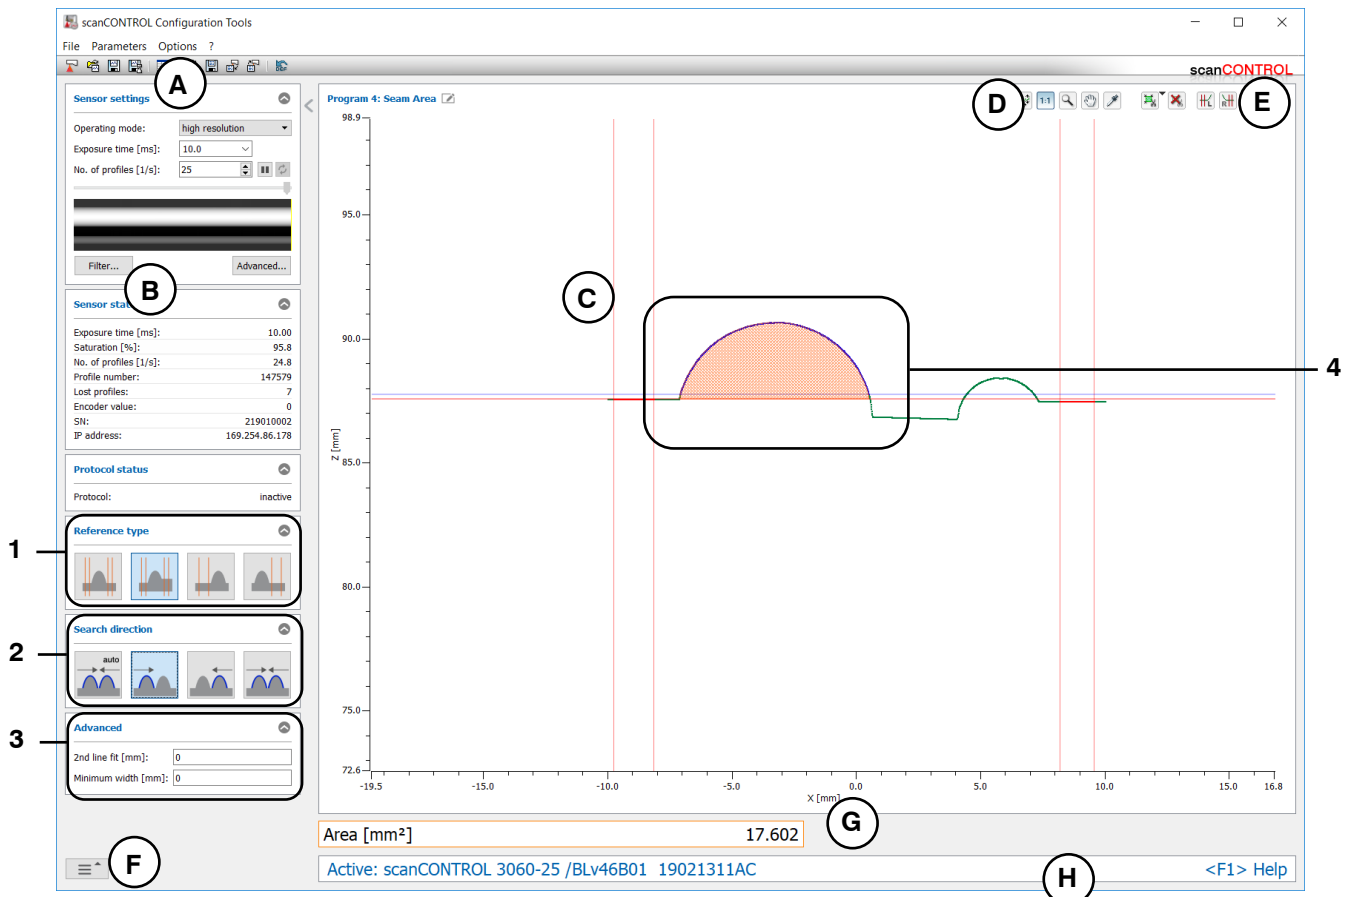 scanCONTROL Configuration Tools
File Parameters Options ?
A
scanCONTROL
Sensor settings
Operating mode: high resolution
Exposure time [ms]: 10.0
No. of profiles [1/s]: 25
Filter... Advanced...
B
Sensor
Exposure time [ms]: 10.00
Saturation [%]: 95.8
No. of profiles [1/s]: 24.8
Profile number: 147579
Lost profiles: 7
Encoder value: 0
SN: 219010002
IP address: 169.254.86.178
Protocol status
Protocol: inactive
1
Reference type
2
Search direction
auto
3
Advanced
2nd line fit [mm]: 0
Minimum width [mm]: 0
F
Program 4: Seam Area
D
1:1
R
E
98.9
95.0
90.0
85.0
80.0
75.0
72.6
Z [mm]
C
4
-19.5 -15.0 -10.0 -5.0 0.0 5.0 10.0 15.0 16.8
X [mm]
G
Area [mm²] 17.602
Active: scanCONTROL 3060-25 /BLv46B01 19021311AC
H
<F1> Help